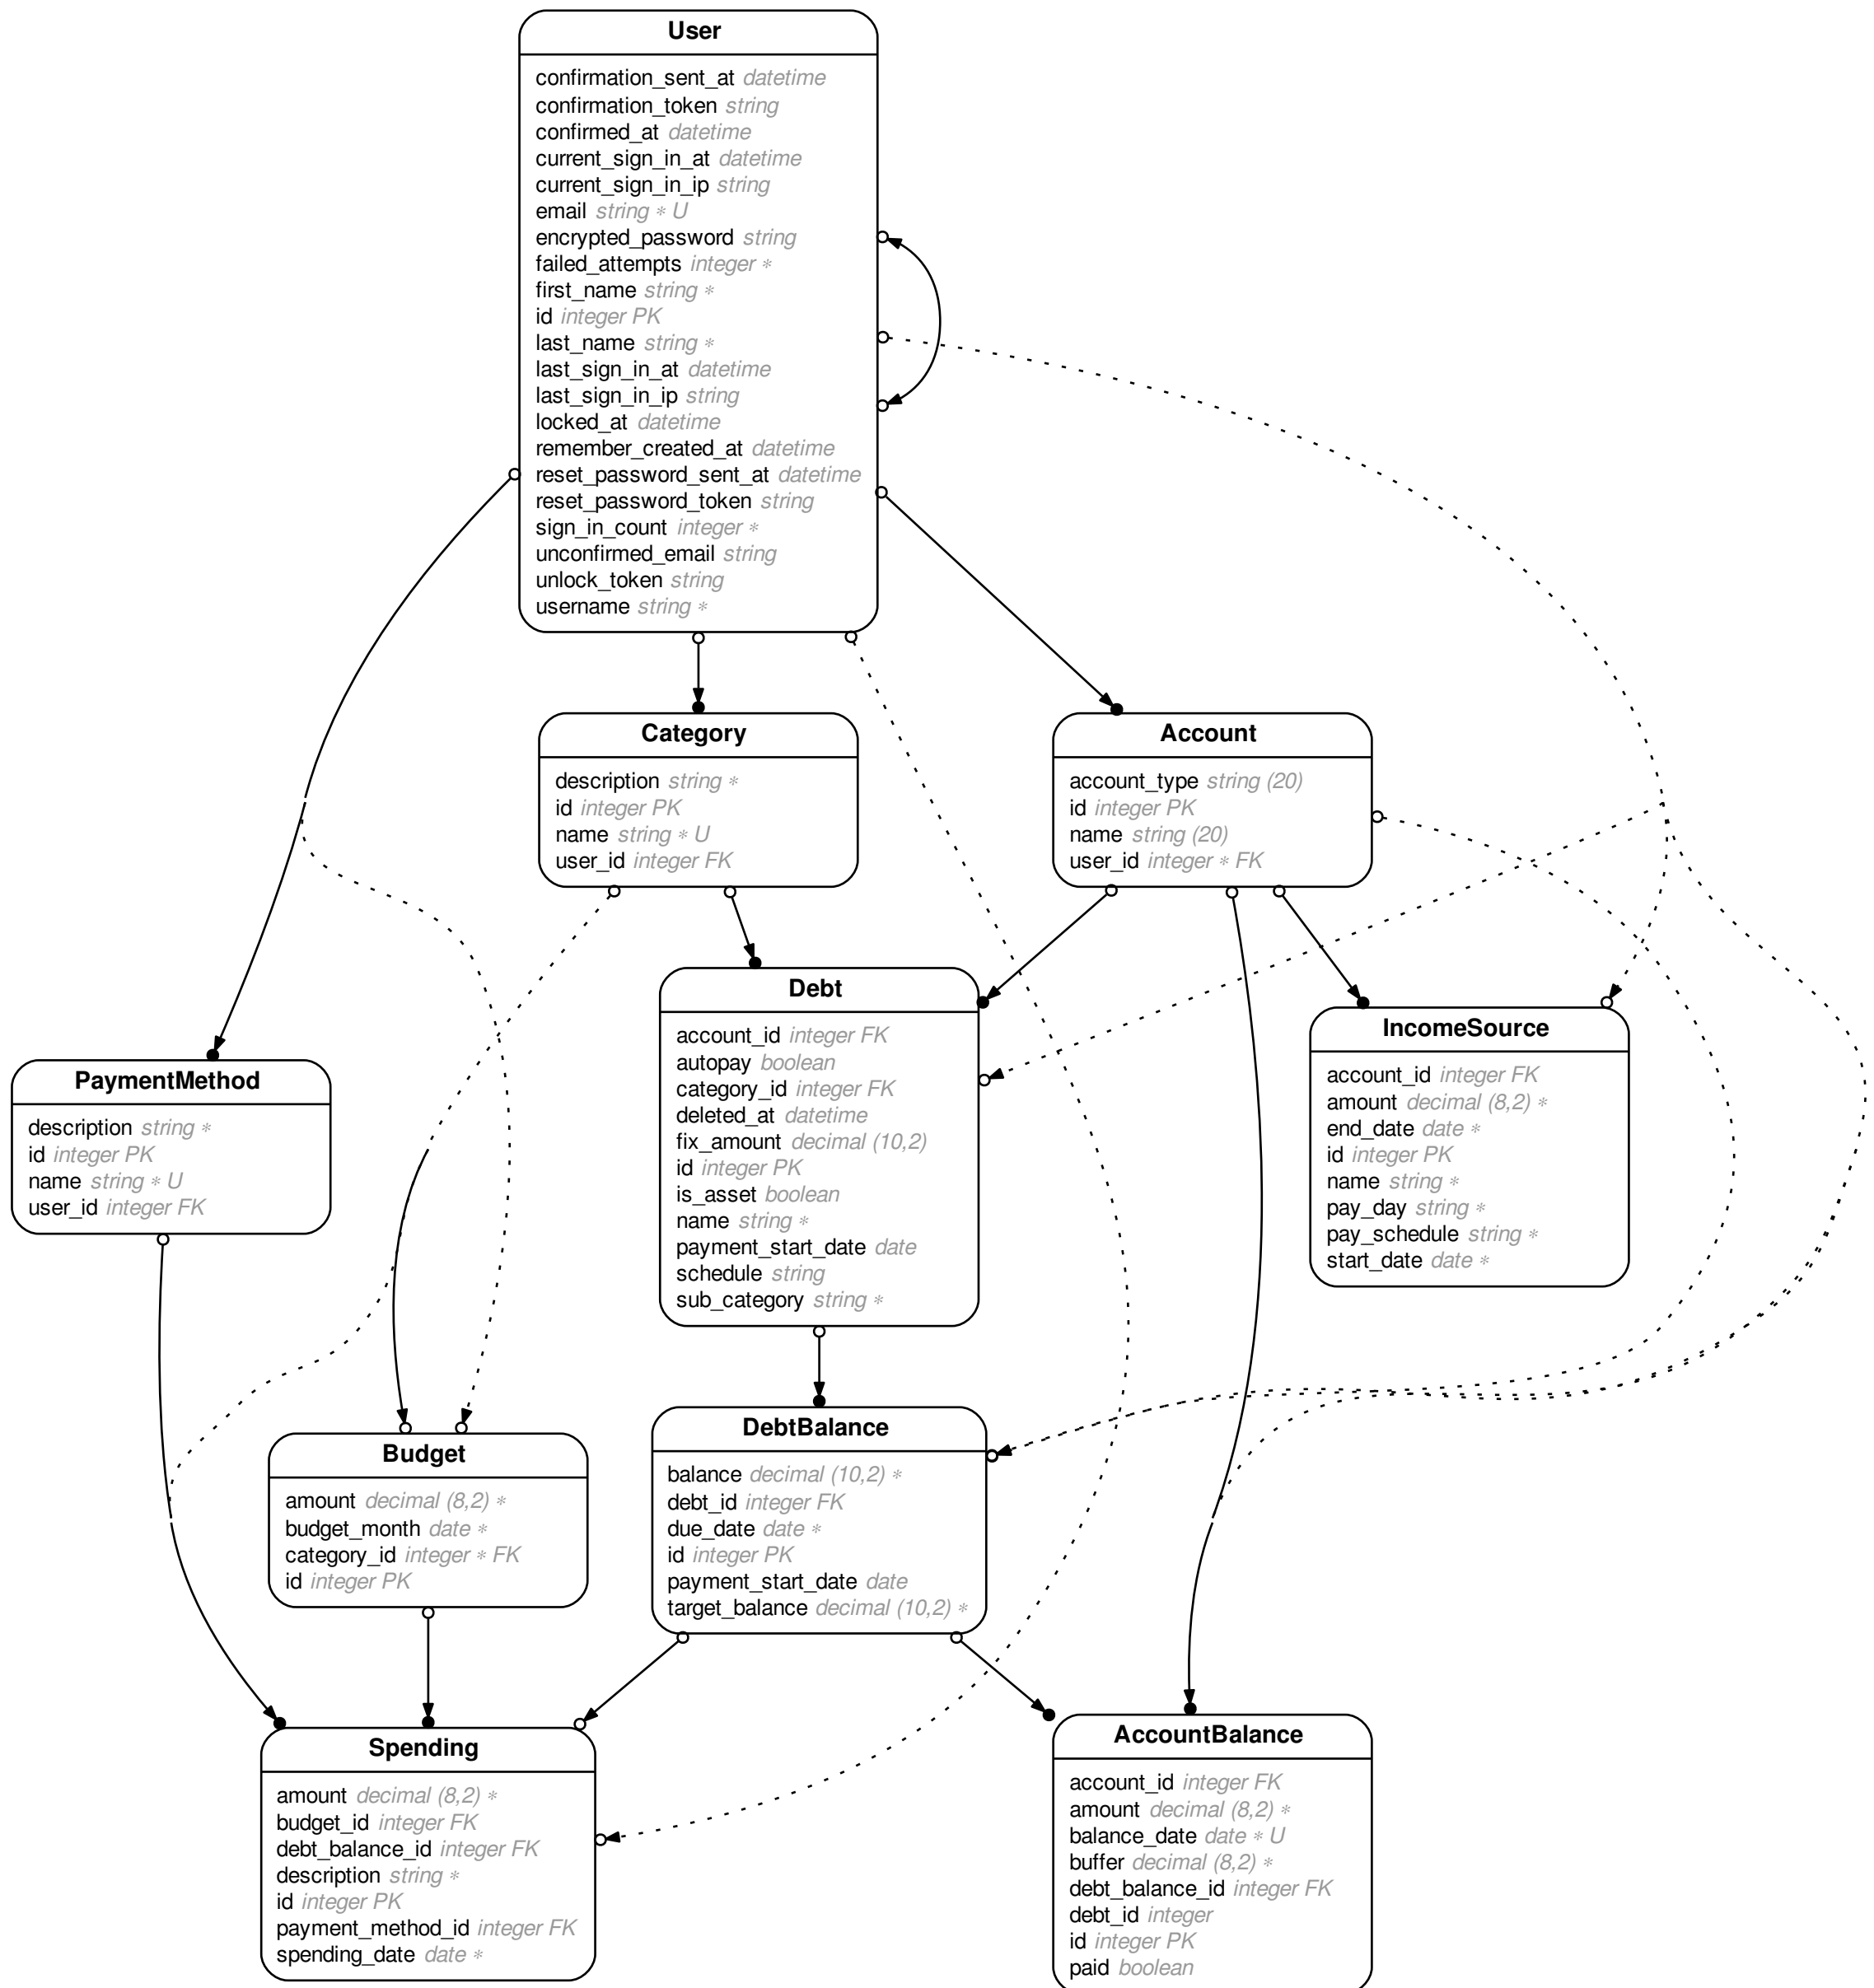 User
confirmation_sent_at datetime
confirmation_token string
confirmed_at datetime
current_sign_in_at datetime
current_sign_in_ip string
email string ∗ U
encrypted_password string
failed_attempts integer ∗
first_name string ∗
id integer PK
last_name string ∗
last_sign_in_at datetime
last_sign_in_ip string
locked_at datetime
remember_created_at datetime
reset_password_sent_at datetime
reset_password_token string
sign_in_count integer ∗
unconfirmed_email string
unlock_token string
username string ∗
Category
description string ∗
id integer PK
name string ∗ U
user_id integer FK
Account
account_type string (20)
id integer PK
name string (20)
user_id integer ∗ FK
Debt
account_id integer FK
autopay boolean
category_id integer FK
deleted_at datetime
fix_amount decimal (10,2)
id integer PK
is_asset boolean
name string ∗
payment_start_date date
schedule string
sub_category string ∗
IncomeSource
account_id integer FK
amount decimal (8,2) ∗
end_date date ∗
id integer PK
name string ∗
pay_day string ∗
pay_schedule string ∗
start_date date ∗
PaymentMethod
description string ∗
id integer PK
name string ∗ U
user_id integer FK
Budget
amount decimal (8,2) ∗
budget_month date ∗
category_id integer ∗ FK
id integer PK
DebtBalance
balance decimal (10,2) ∗
debt_id integer FK
due_date date ∗
id integer PK
payment_start_date date
target_balance decimal (10,2) ∗
Spending
amount decimal (8,2) ∗
budget_id integer FK
debt_balance_id integer FK
description string ∗
id integer PK
payment_method_id integer FK
spending_date date ∗
AccountBalance
account_id integer FK
amount decimal (8,2) ∗
balance_date date ∗ U
buffer decimal (8,2) ∗
debt_balance_id integer FK
debt_id integer
id integer PK
paid boolean